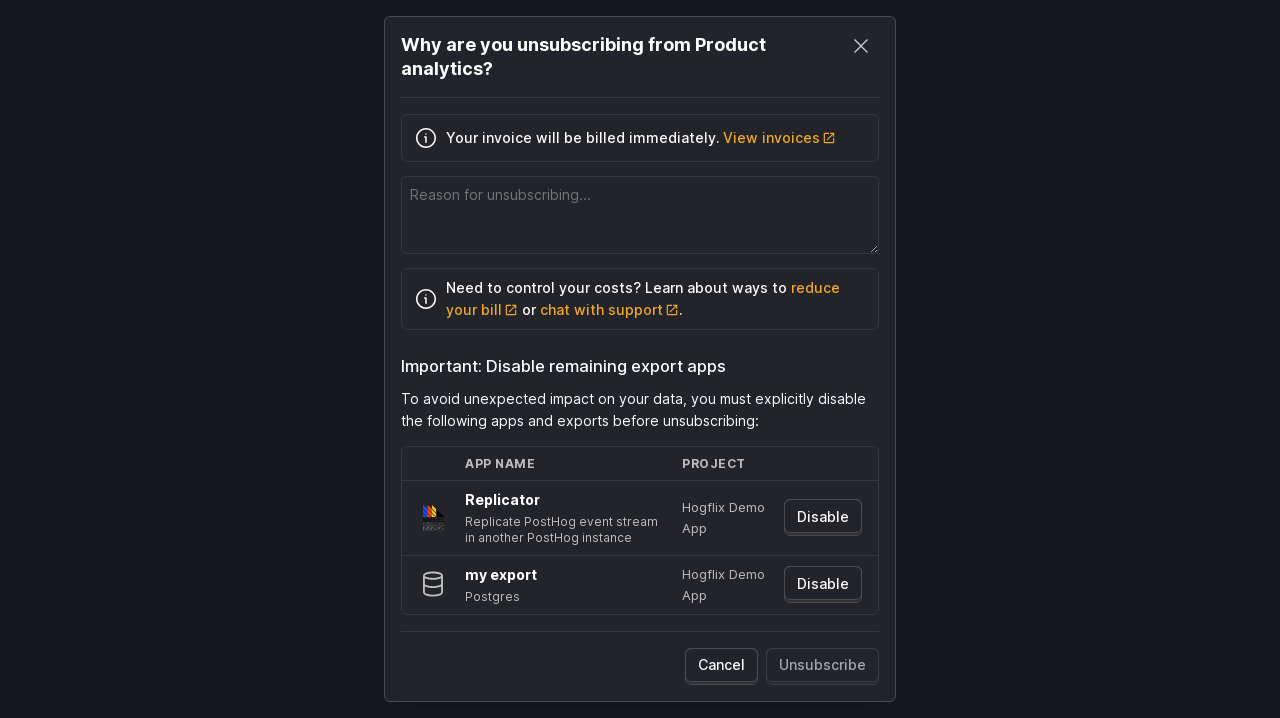 Why are you unsubscribing from Product
analytics?
Your invoice will be billed immediately. View invoices
Reason for unsubscribing...
Need to control your costs? Learn about ways to reduce
your bill or chat with support.
Important: Disable remaining export apps
To avoid unexpected impact on your data, you must explicitly disable
the following apps and exports before unsubscribing:
APP NAME PROJECT
Replicator
Replicate PostHog event stream
in another PostHog instance
Hogflix Demo
App
Disable
my export
Postgres
Hogflix Demo
App
Disable
Cancel Unsubscribe